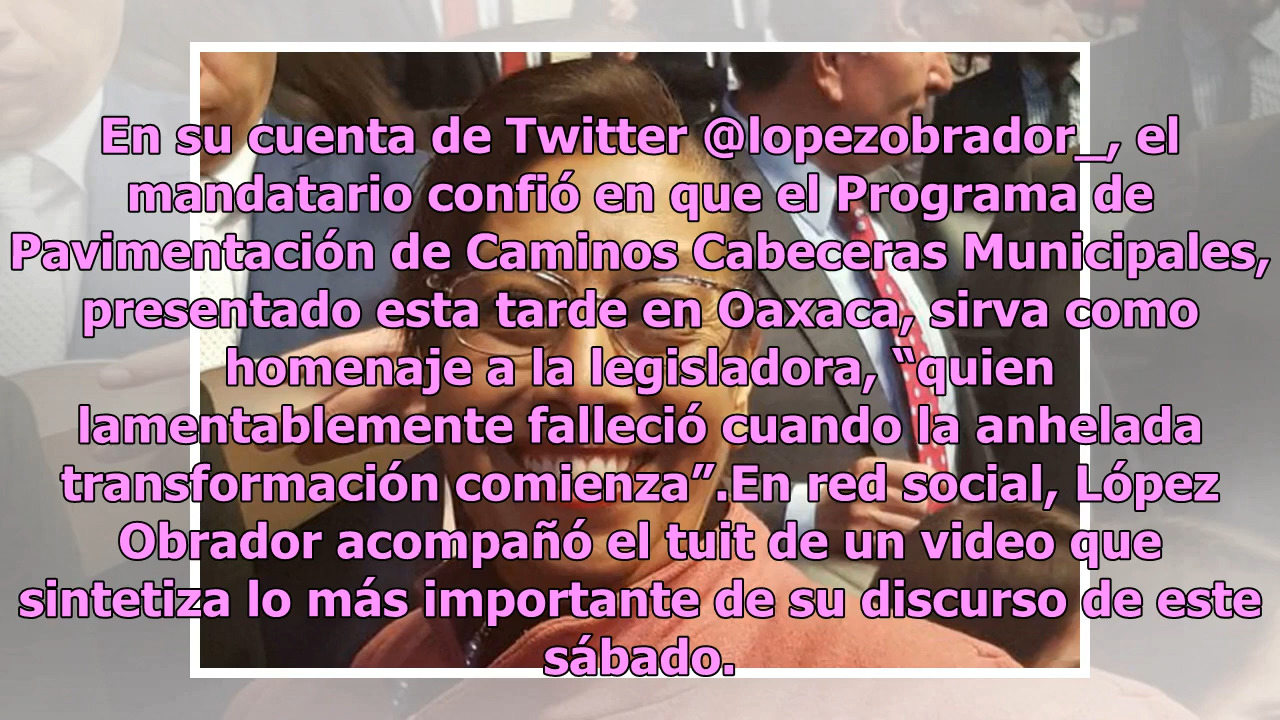 En su cuenta de Twitter @lopezobrador_, el
mandatario confió en que el Programa de
Pavimentación de Caminos Cabeceras Municipales,
presentado esta tarde en Oaxaca, sirva como
homenaje a la legisladora, “quien
lamentablemente falleció cuando la anhelada
transformación comienza”.En red social, López
Obrador acompañó el tuit de un video que
sintetiza lo más importante de su discurso de este
sábado.